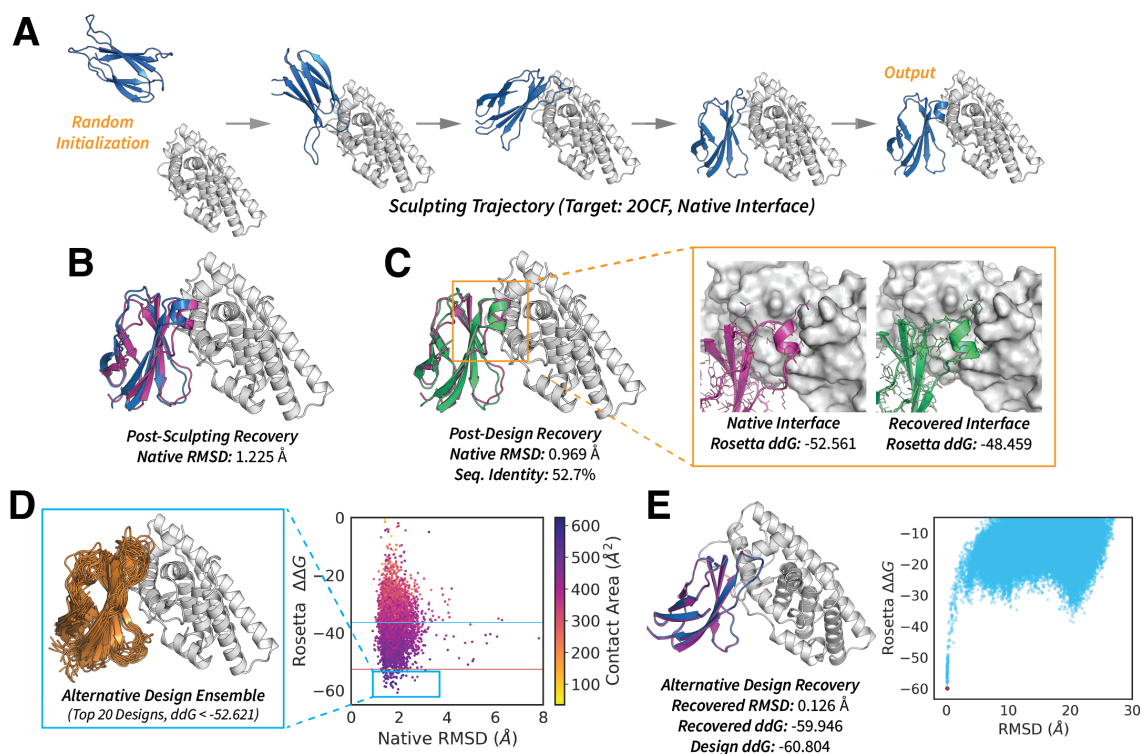 A
Random
Initialization
Output
Sculpting Trajectory (Target: 2OCF, Native Interface)
B
Post-Sculpting Recovery
Native RMSD: 1.225 Å
C
Post-Design Recovery
Native RMSD: 0.969 Å
Seq. Identity: 52.7%
Native Interface
Rosetta ddG: -52.561
Recovered Interface
Rosetta ddG: -48.459
D
Alternative Design Ensemble
(Top 20 Designs, ddG < -52.621)
Rosetta ΔΔG
0
−10
−20
−30
−40
−50
−60
0
2
4
6
8
Native RMSD (Å)
600
500
400
300
200
100
Contact Area (Å²)
E
Alternative Design Recovery
Recovered RMSD: 0.126 Å
Recovered ddG: -59.946
Design ddG: -60.804
Rosetta ΔΔG
−10
−20
−30
−40
−50
−60
0
10
20
30
RMSD (Å)